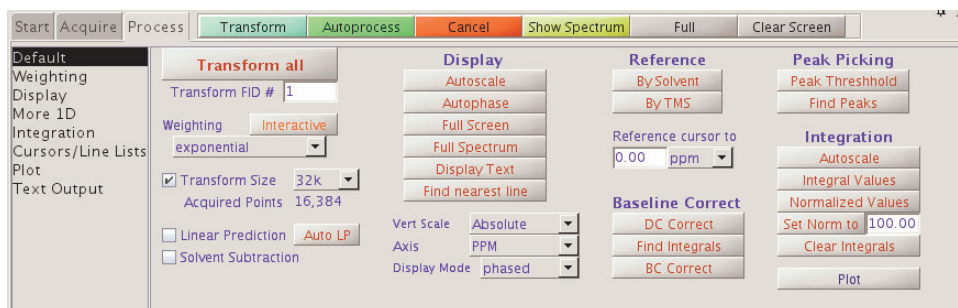 Start Acquire Process Transform Autoprocess Cancel Show Spectrum Full Clear Screen
Default
Weighting
Display
More 1D
Integration
Cursors/Line Lists
Plot
Text Output
Transform all
Transform FID # 1
Weighting Interactive
exponential
Transform Size 32k
Acquired Points 16,384
Linear Prediction Auto LP
Solvent Subtraction
Display
Autoscale
Autophase
Full Screen
Full Spectrum
Display Text
Find nearest line
Vert Scale Absolute
Axis PPM
Display Mode phased
Reference
By Solvent
By TMS
Reference cursor to
0.00 ppm
Baseline Correct
DC Correct
Find Integrals
BC Correct
Peak Picking
Peak Threshhold
Find Peaks
Integration
Autoscale
Integral Values
Normalized Values
Set Norm to 100.00
Clear Integrals
Plot